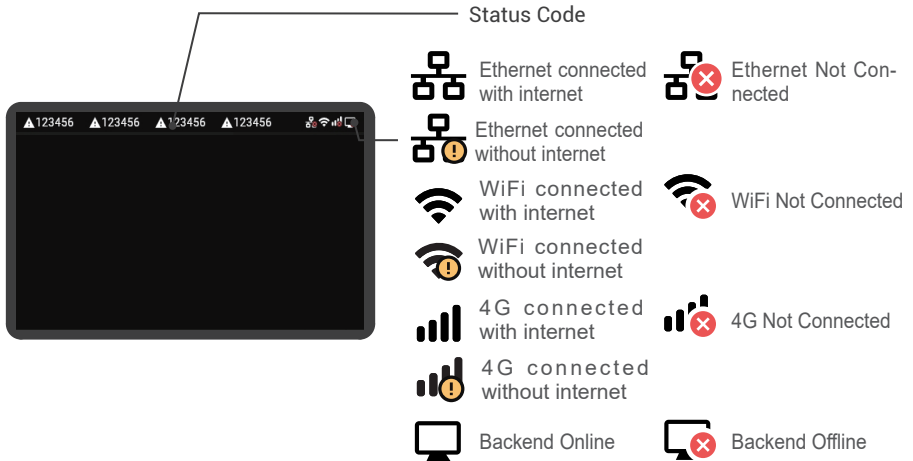 Status Code
Ethernet connected
with internet
Ethernet Not Con-
nected
123456 123456 123456 123456
Ethernet connected
without internet
WiFi connected
with internet
WiFi Not Connected
WiFi connected
without internet
4G connected
with internet
4G Not Connected
4G connected
without internet
Backend Online
Backend Offline